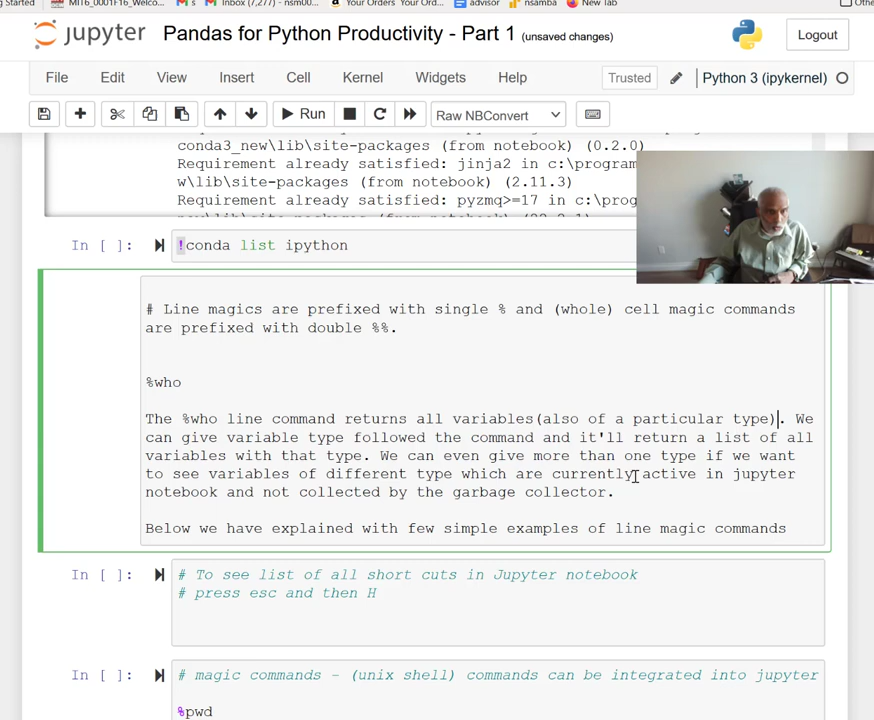 g Started MIT6_0001F16_Welco... M s M Inbox (7,277) - nsm00... Your Orders Your Ord... advisor nsamba New Tab Othe
jupyter Pandas for Python Productivity - Part 1 (unsaved changes) Logout
File Edit View Insert Cell Kernel Widgets Help Trusted Python 3 (ipykernel)
Run Raw NBConvert
conda3_new\lib\site-packages (from notebook) (0.2.0)
Requirement already satisfied: jinja2 in c:\program
w\lib\site-packages (from notebook) (2.11.3)
Requirement already satisfied: pyzmq>=17 in c:\prog
In [ ]: !conda list ipython
# Line magics are prefixed with single % and (whole) cell magic commands
are prefixed with double %%.
%who
The %who line command returns all variables(also of a particular type). We
can give variable type followed the command and it'll return a list of all
variables with that type. We can even give more than one type if we want
to see variables of different type which are currently active in jupyter
notebook and not collected by the garbage collector.
Below we have explained with few simple examples of line magic commands
In [ ]: # To see list of all short cuts in Jupyter notebook
# press esc and then H
In [ ]: # magic commands - (unix shell) commands can be integrated into jupyter
%pwd